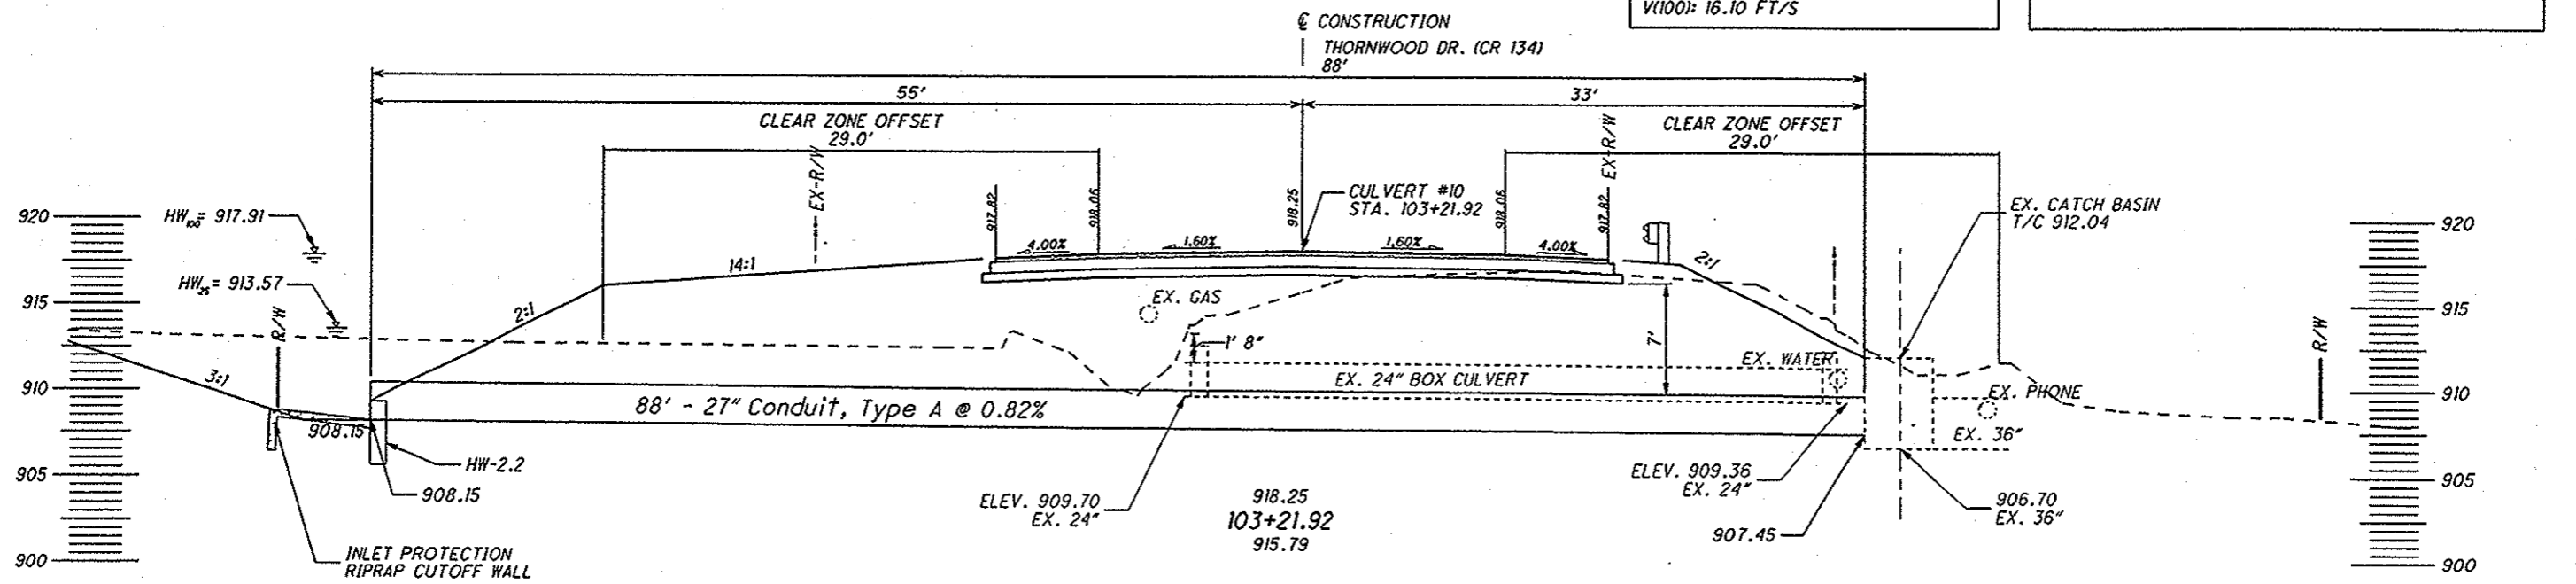 V(100): 16.10 FT/S
℄ CONSTRUCTION
THORNWOOD DR. (CR 134)
88'
55'
33'
CLEAR ZONE OFFSET
29.0'
CLEAR ZONE OFFSET
29.0'
EX-R/W
EX-R/W
917.82
918.06
918.25
918.06
917.82
CULVERT #10
STA. 103+21.92
EX. CATCH BASIN
T/C 912.04
920
HW100= 917.91
4.00%
1.60%
1.60%
4.00%
920
14:1
2:1
HW25= 913.57
915
2:1
EX. GAS
915
R/W
1' 8"
7'
R/W
EX. WATER
910
3:1
EX. 24" BOX CULVERT
EX. PHONE
910
88' - 27" Conduit, Type A @ 0.82%
908.15
EX. 36"
HW-2.2
905
908.15
ELEV. 909.70
EX. 24"
918.25
103+21.92
915.79
ELEV. 909.36
EX. 24"
907.45
906.70
EX. 36"
905
INLET PROTECTION
RIPRAP CUTOFF WALL
900
900